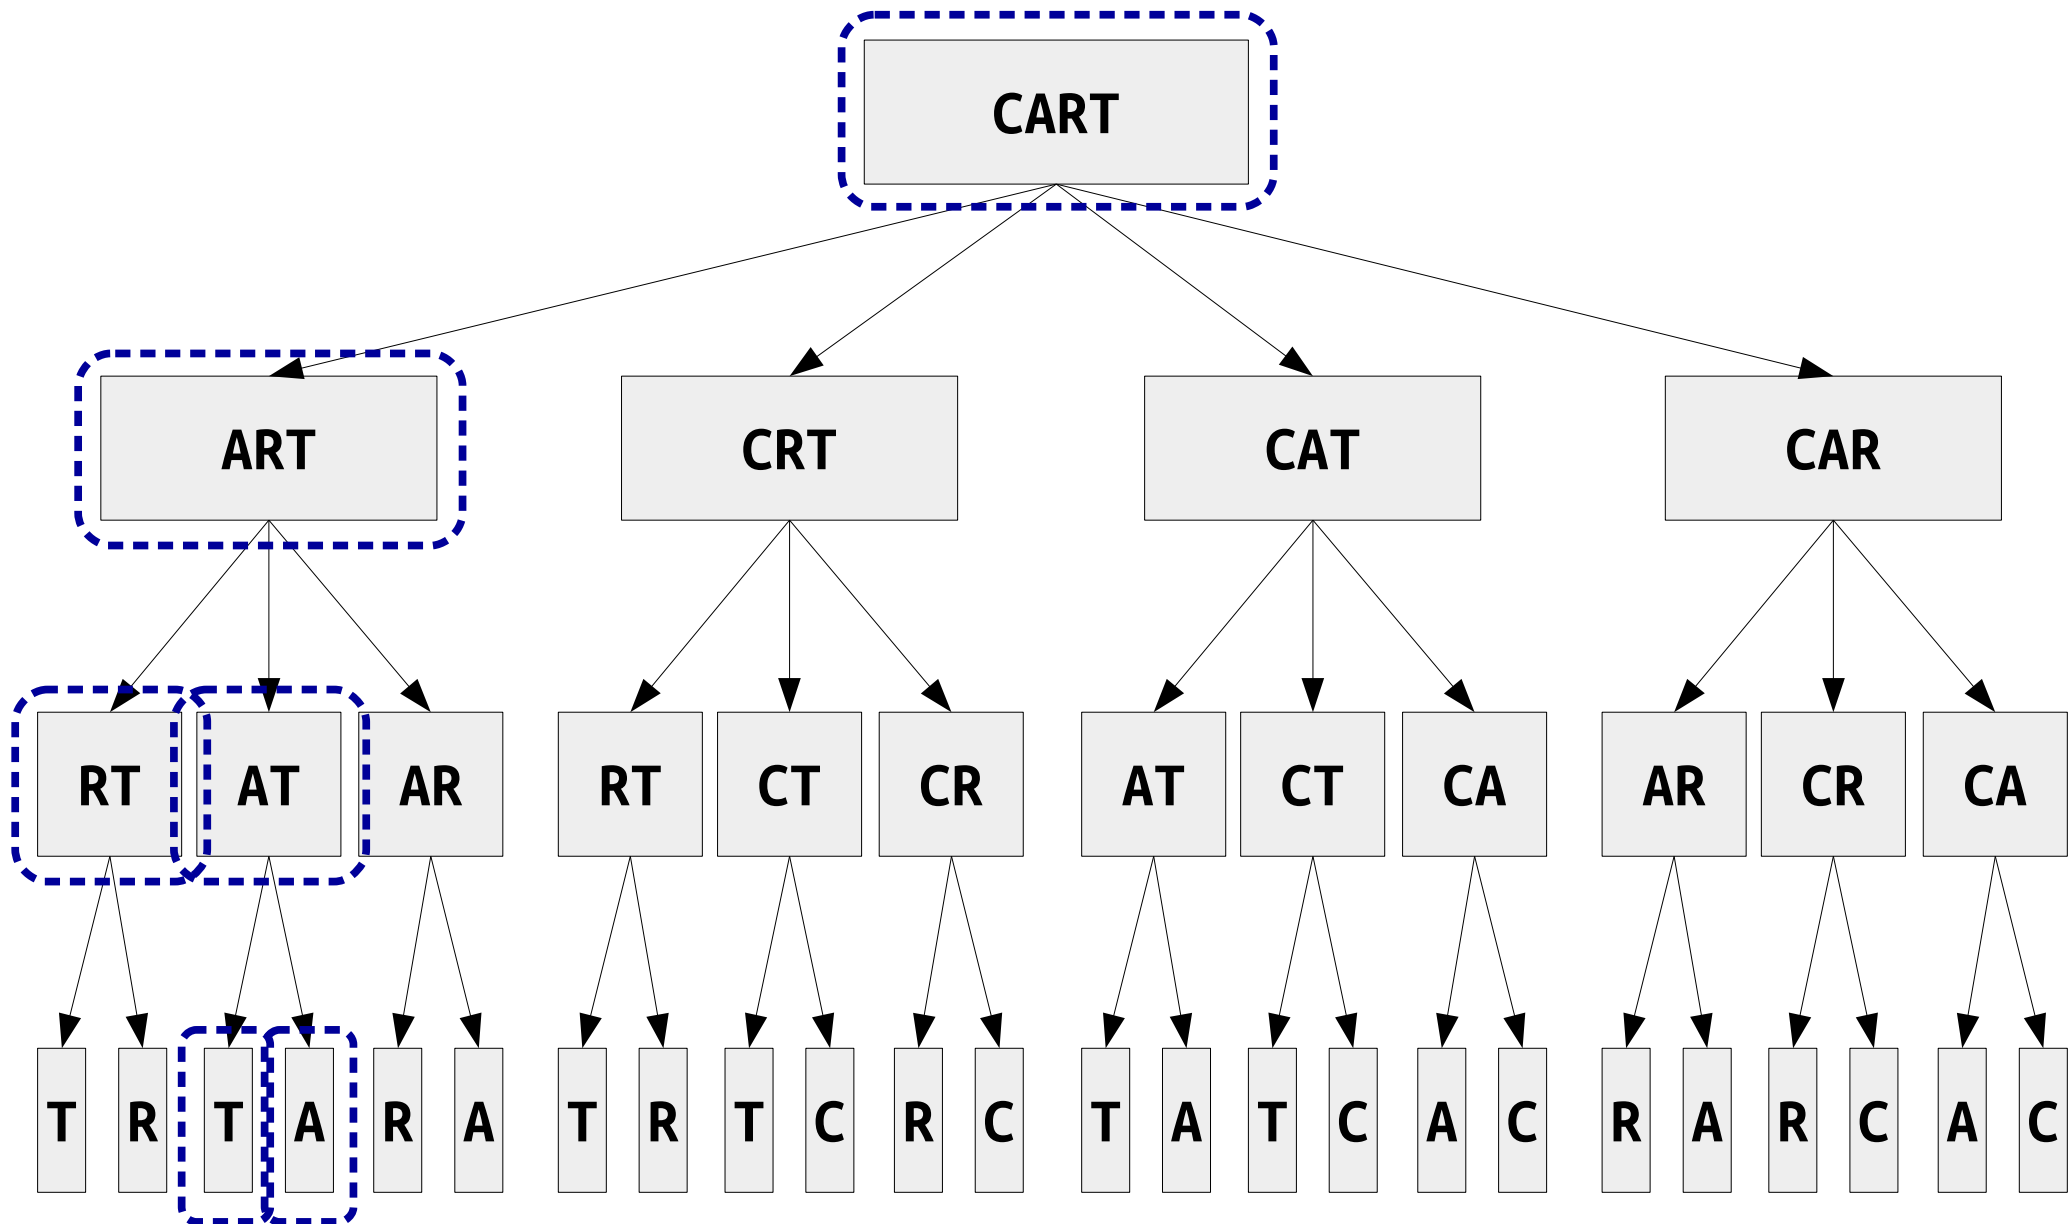 CART
ART CRT CAT CAR
RT AT AR RT CT CR AT CT CA AR CR CA
T R T A R A T R T C R C T A T C A C R A R C A C